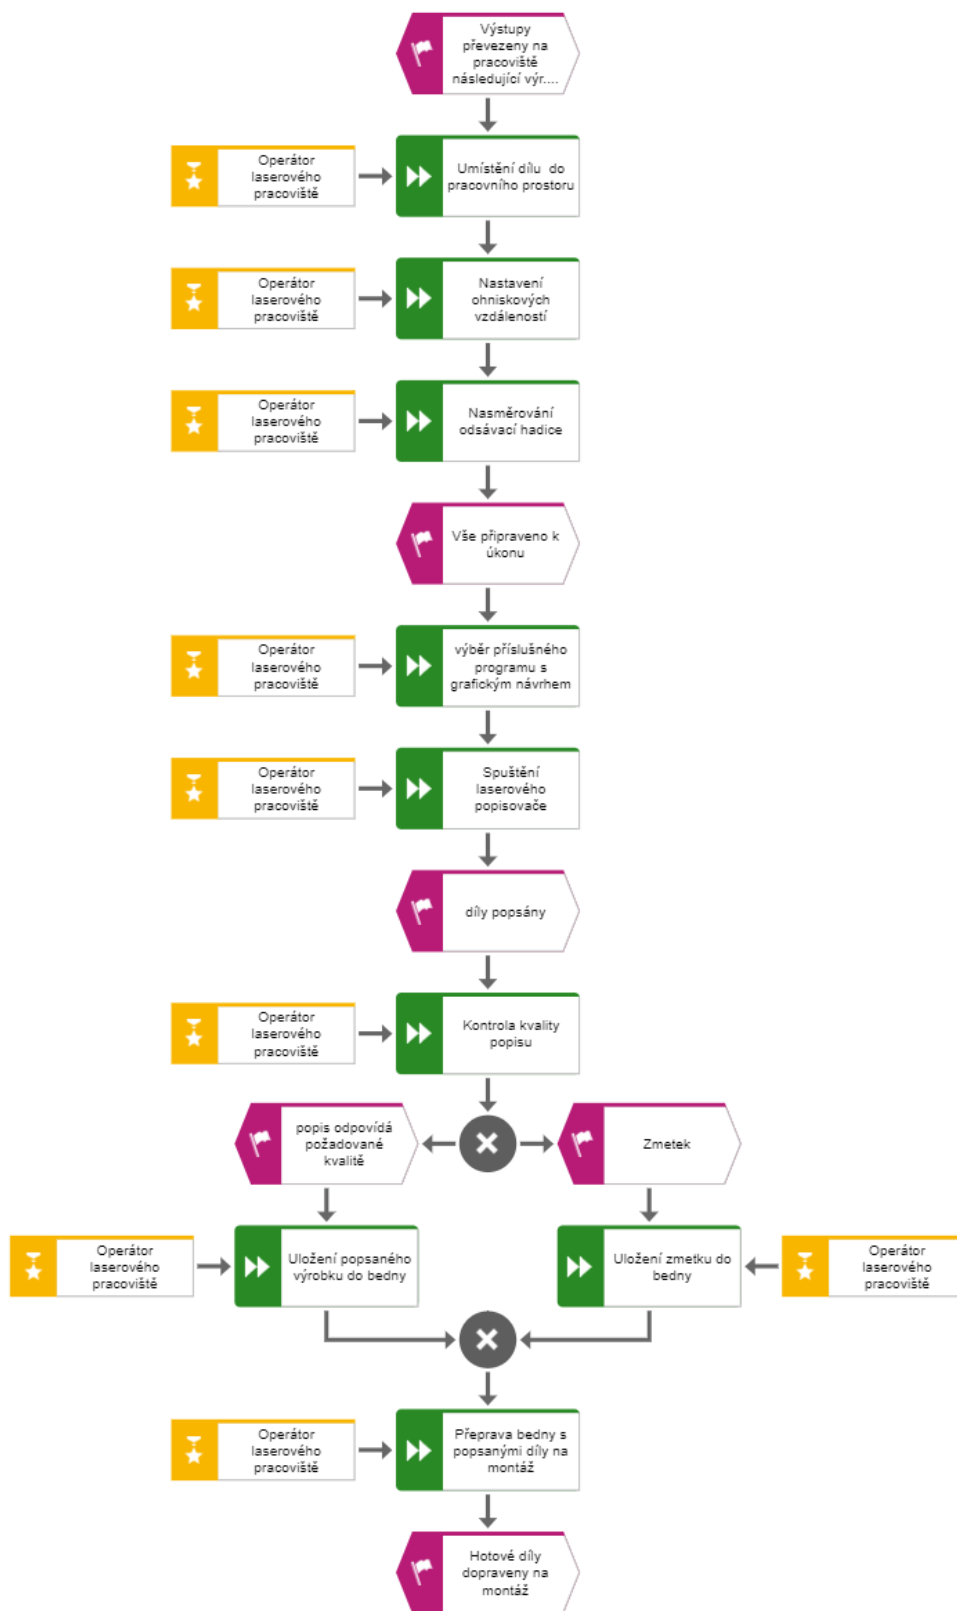 Výstupy
převezeny na
pracoviště
následující výr....
Operátor
laserového
pracoviště
Umístění dílu do
pracovního prostoru
Operátor
laserového
pracoviště
Nastavení
ohniskových
vzdáleností
Operátor
laserového
pracoviště
Nasměrování
odsávací hadice
Vše připraveno k
úkonu
Operátor
laserového
pracoviště
výběr příslušného
programu s
grafickým návrhem
Operátor
laserového
pracoviště
Spuštění
laserového
popisovače
díly popsány
Operátor
laserového
pracoviště
Kontrola kvality
popisu
popis odpovídá
požadované
kvalitě
Zmetek
Operátor
laserového
pracoviště
Uložení popsaného
výrobku do bedny
Uložení zmetku do
bedny
Operátor
laserového
pracoviště
Operátor
laserového
pracoviště
Přeprava bedny s
popsanými díly na
montáž
Hotové díly
dopraveny na
montáž